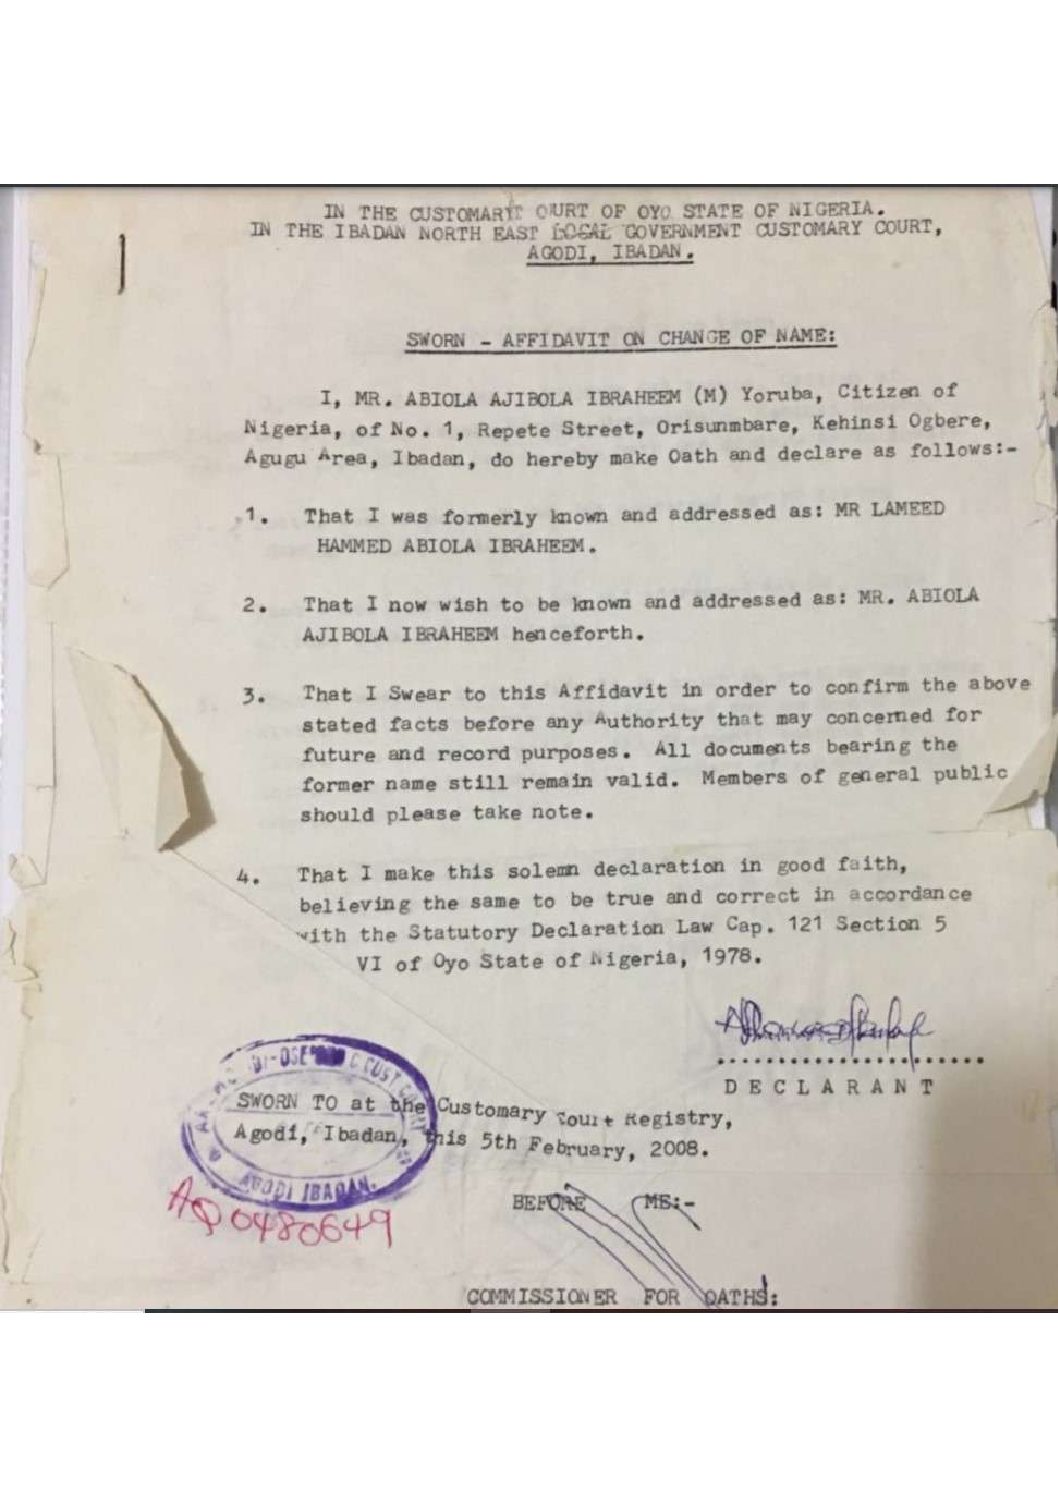 IN THE CUSTOMARY COURT OF OYO STATE OF NIGERIA.
IN THE IBADAN NORTH EAST LOCAL GOVERNMENT CUSTOMARY COURT,
AGODI, IBADAN.
SWORN - AFFIDAVIT ON CHANGE OF NAME:
I, MR. ABIOLA AJIBOLA IBRAHEEM (M) Yoruba, Citizen of
Nigeria, of No. 1, Repete Street, Orisunmbare, Kehinsi Ogbere,
Agugu Area, Ibadan, do hereby make Oath and declare as follows:-
1. That I was formerly known and addressed as: MR LAMEED
HAMMED ABIOLA IBRAHEEM.
2. That I now wish to be known and addressed as: MR. ABIOLA
AJIBOLA IBRAHEEM henceforth.
3. That I Swear to this Affidavit in order to confirm the above
stated facts before any Authority that may concerned for
future and record purposes. All documents bearing the
former name still remain valid. Members of general public
should please take note.
4. That I make this solemn declaration in good faith,
believing the same to be true and correct in accordance
with the Statutory Declaration Law Cap. 121 Section 5
VI of Oyo State of Nigeria, 1978.
DECLARANT
SWORN TO at the Customary Court Registry,
Agodi, Ibadan, this 5th February, 2008.
CUST COURT
AGODI IBADAN.
AQ0480649
BEFORE ME:-
COMMISSIONER FOR OATHS: